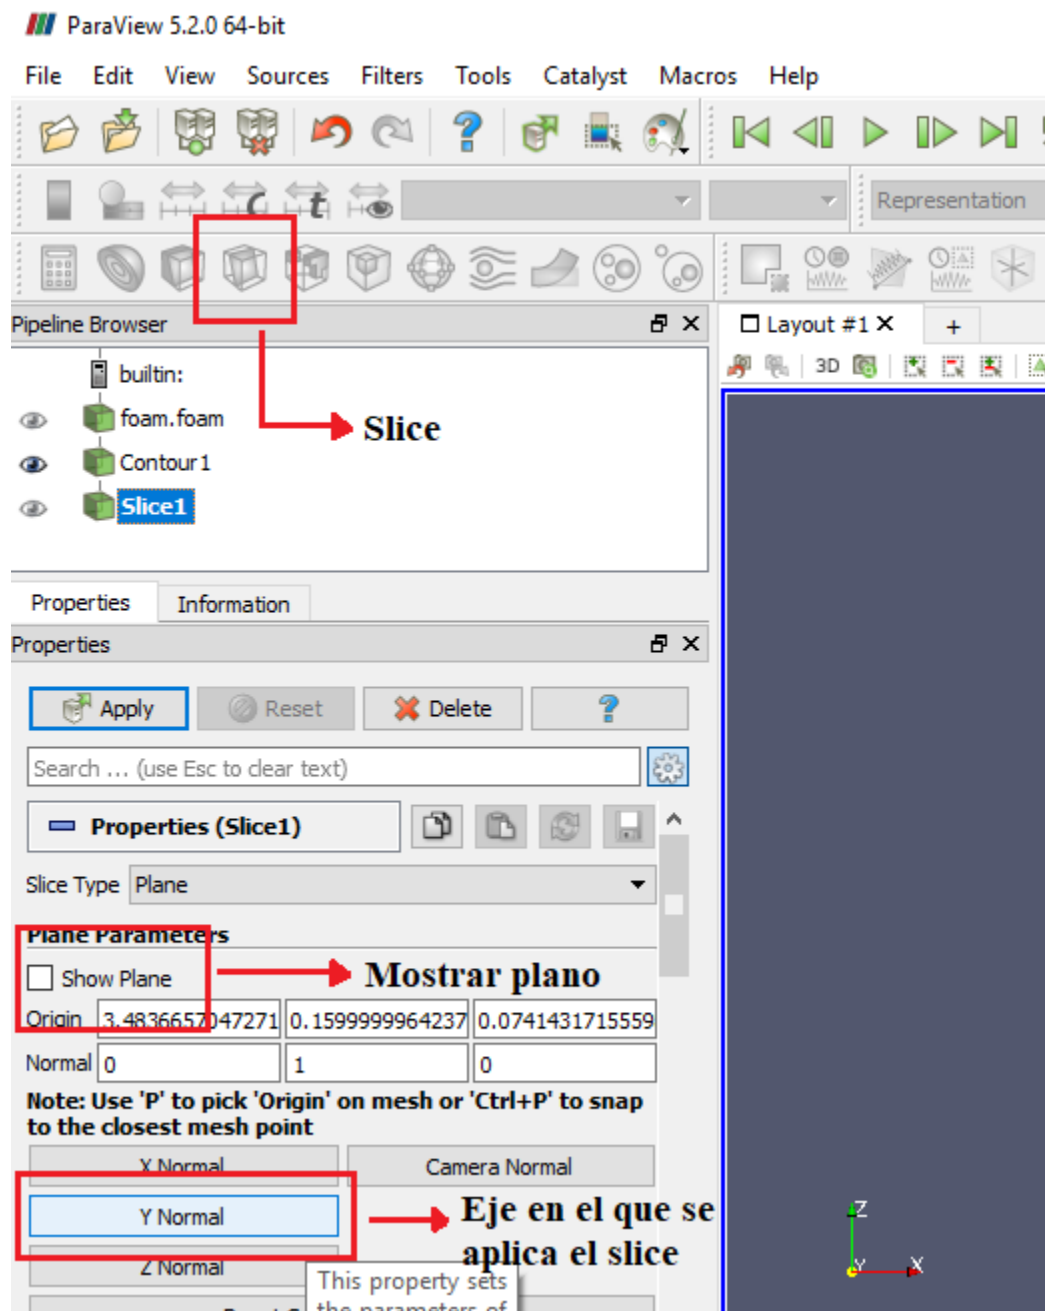 ParaView 5.2.0 64-bit
File Edit View Sources Filters Tools Catalyst Macros Help
Representation
Pipeline Browser
Layout #1
3D
builtin:
foam.foam
Slice
Contour1
Slice1
Properties Information
Properties
Apply Reset Delete ?
Search ... (use Esc to clear text)
Properties (Slice1)
Slice Type Plane
Plane Parameters
Show Plane
Mostrar plano
Origin 3.4836657047271 0.1599999964237 0.0741431715559
Normal 0 1 0
Note: Use 'P' to pick 'Origin' on mesh or 'Ctrl+P' to snap
to the closest mesh point
X Normal Camera Normal
Y Normal
Eje en el que se
aplica el slice
Z Normal
This property sets
the parameters of
Z
Y X